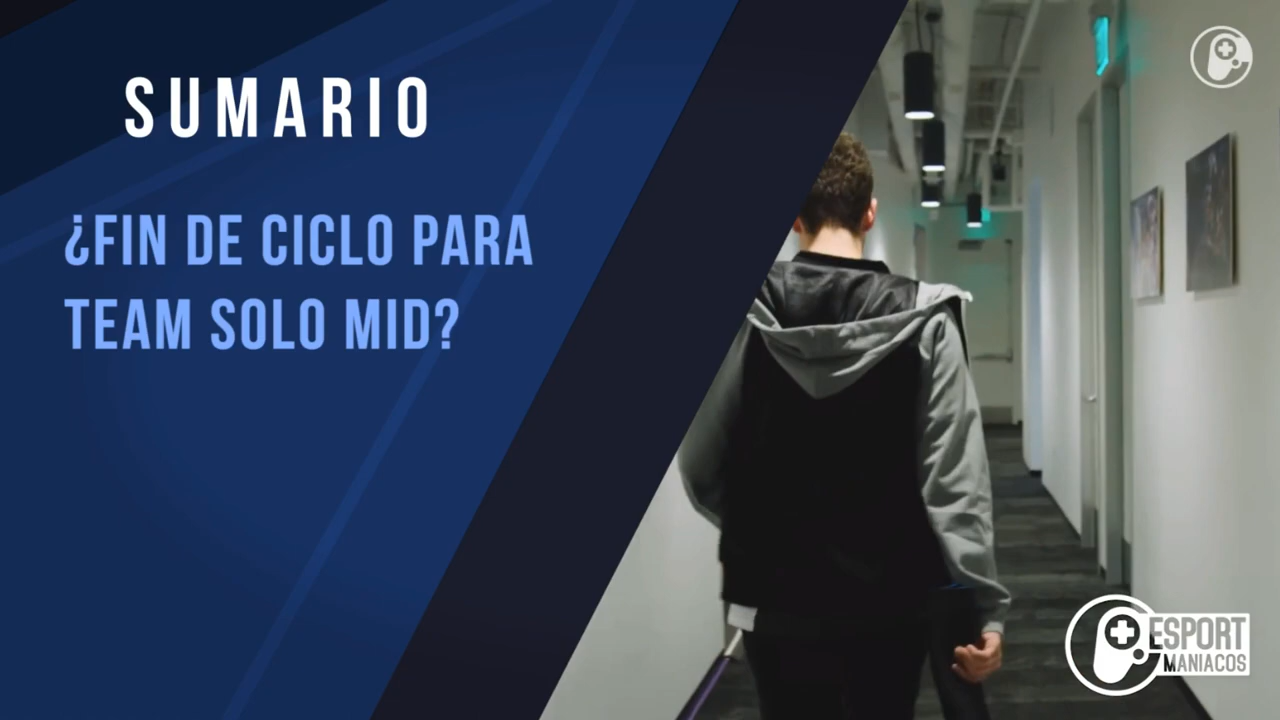 SUMARIO
¿FIN DE CICLO PARA
TEAM SOLO MID?
ESPORT
MANIACOS